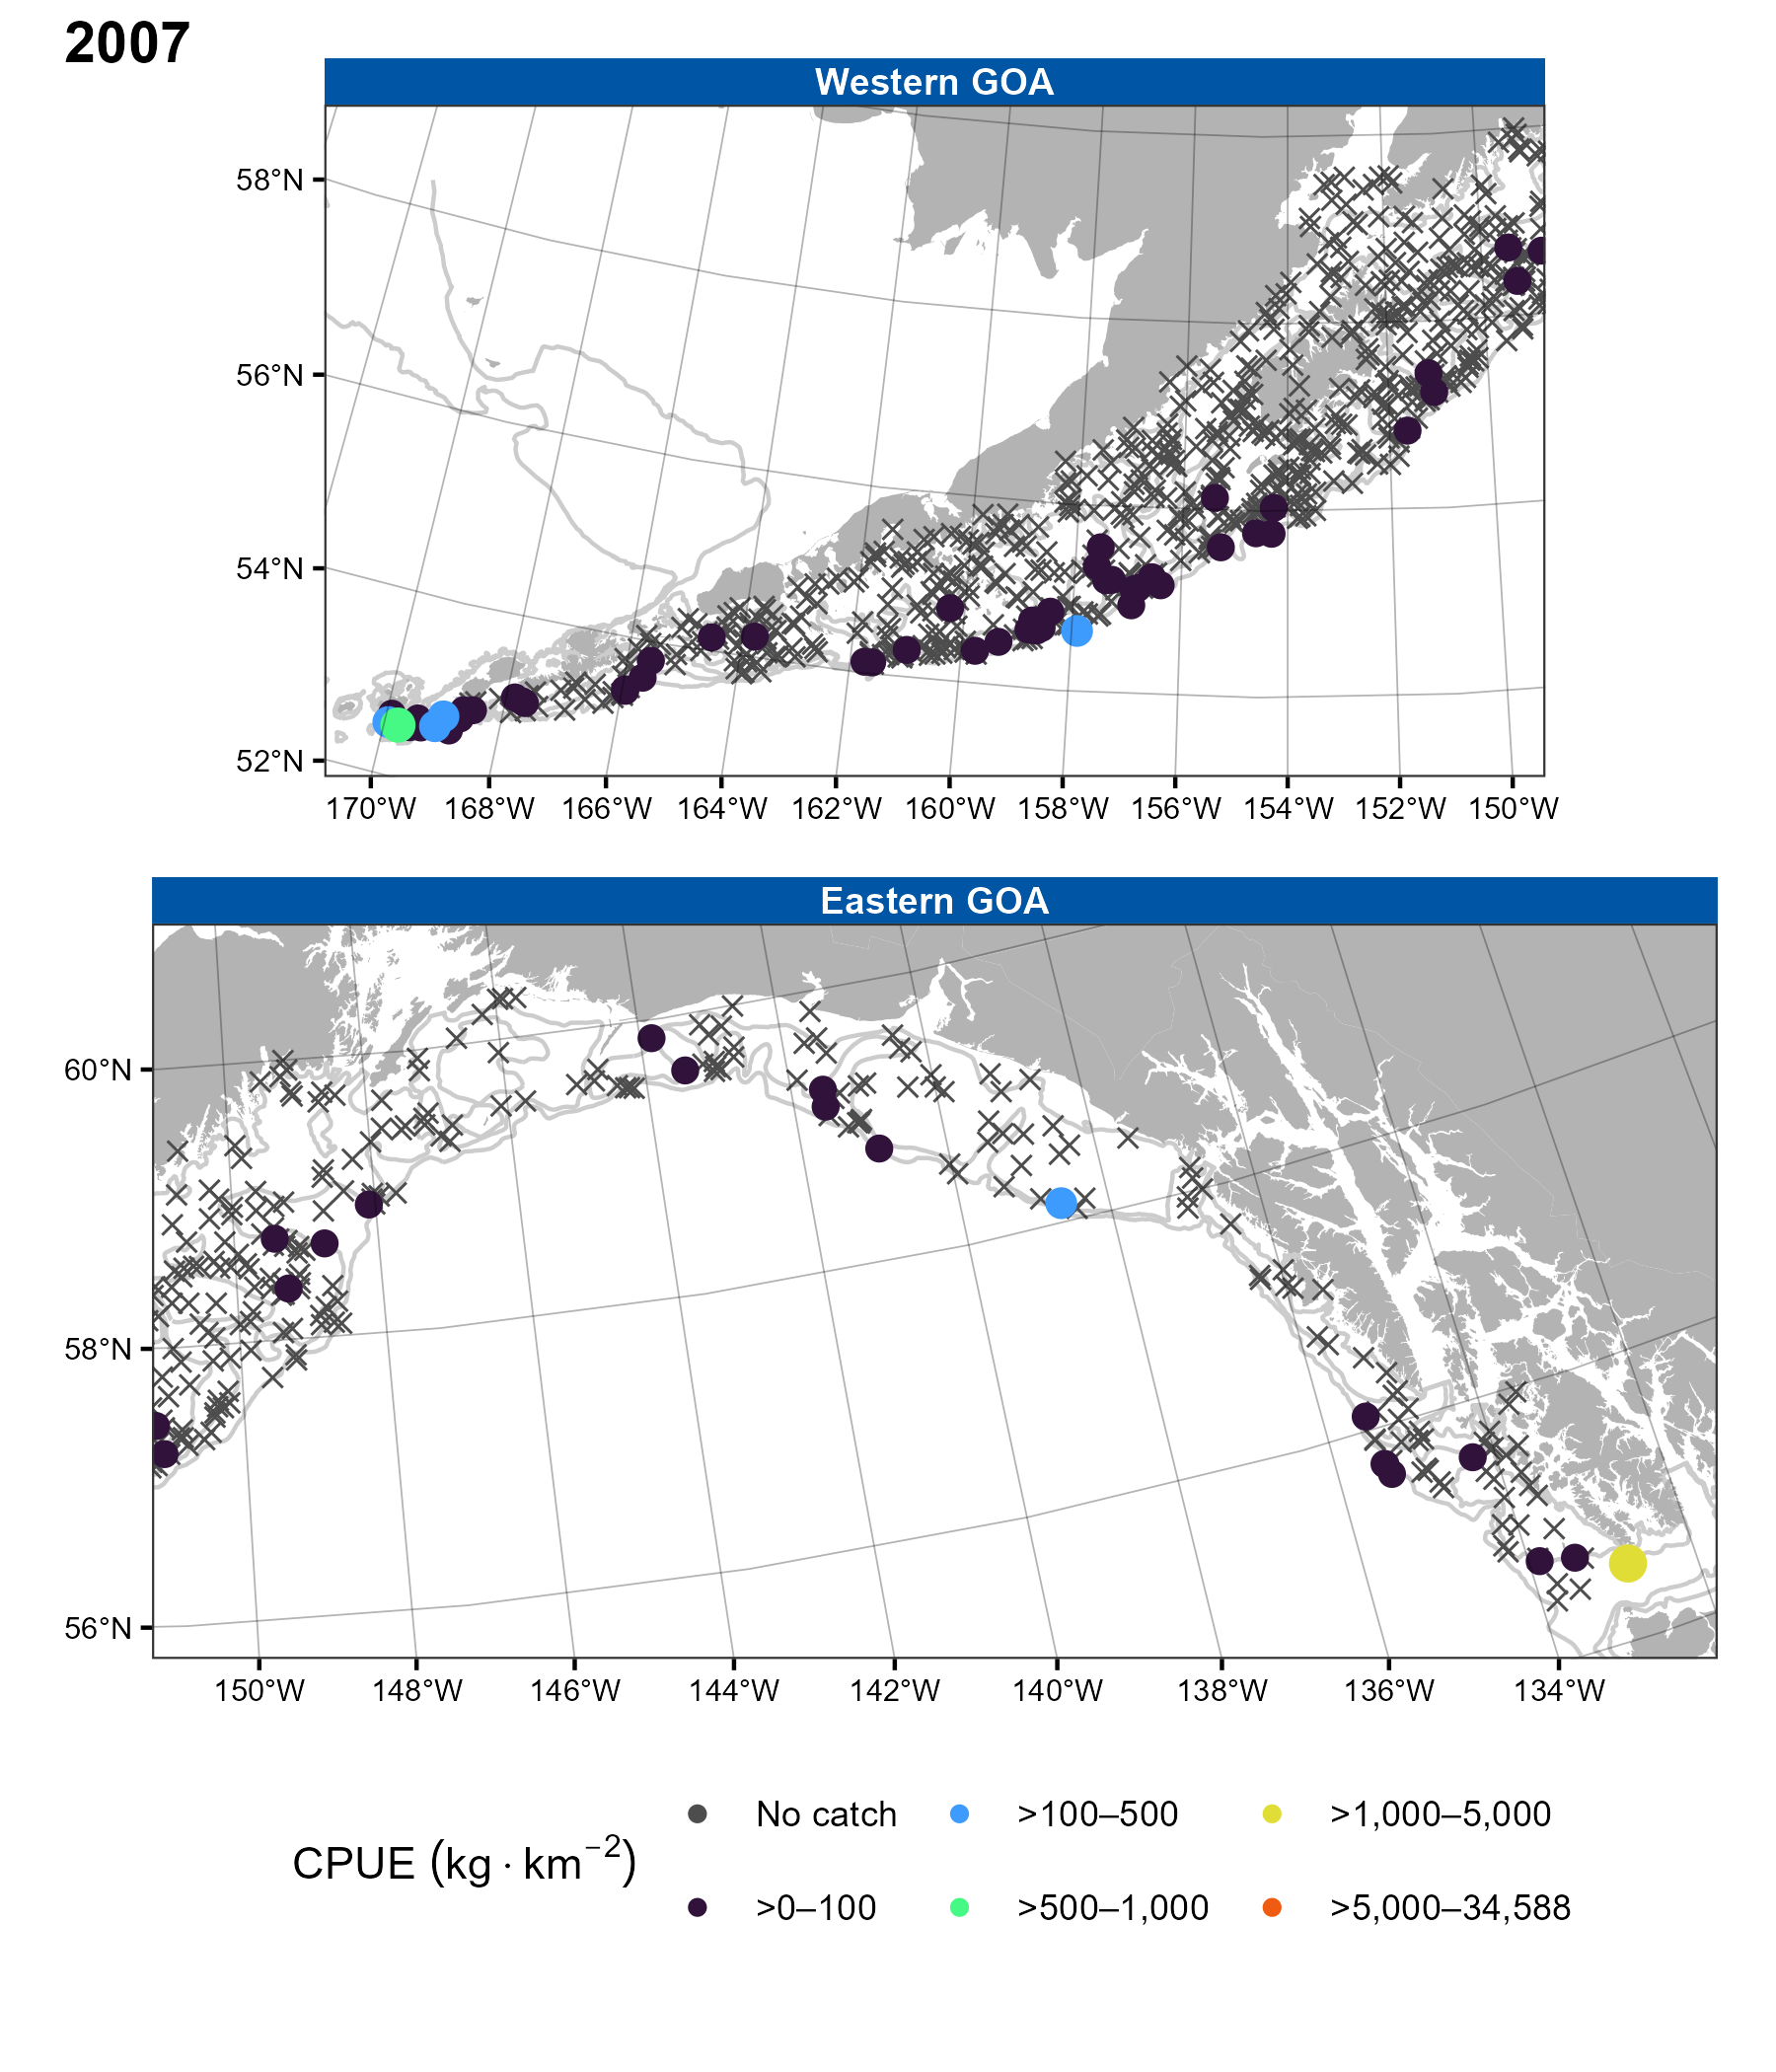 2007
Western GOA
58°N
56°N
54°N
52°N
170°W 168°W 166°W 164°W 162°W 160°W 158°W 156°W 154°W 152°W 150°W
Eastern GOA
60°N
58°N
56°N
150°W 148°W 146°W 144°W 142°W 140°W 138°W 136°W 134°W
CPUE (kg · km⁻²)
No catch >100–500 >1,000–5,000
>0–100 >500–1,000 >5,000–34,588